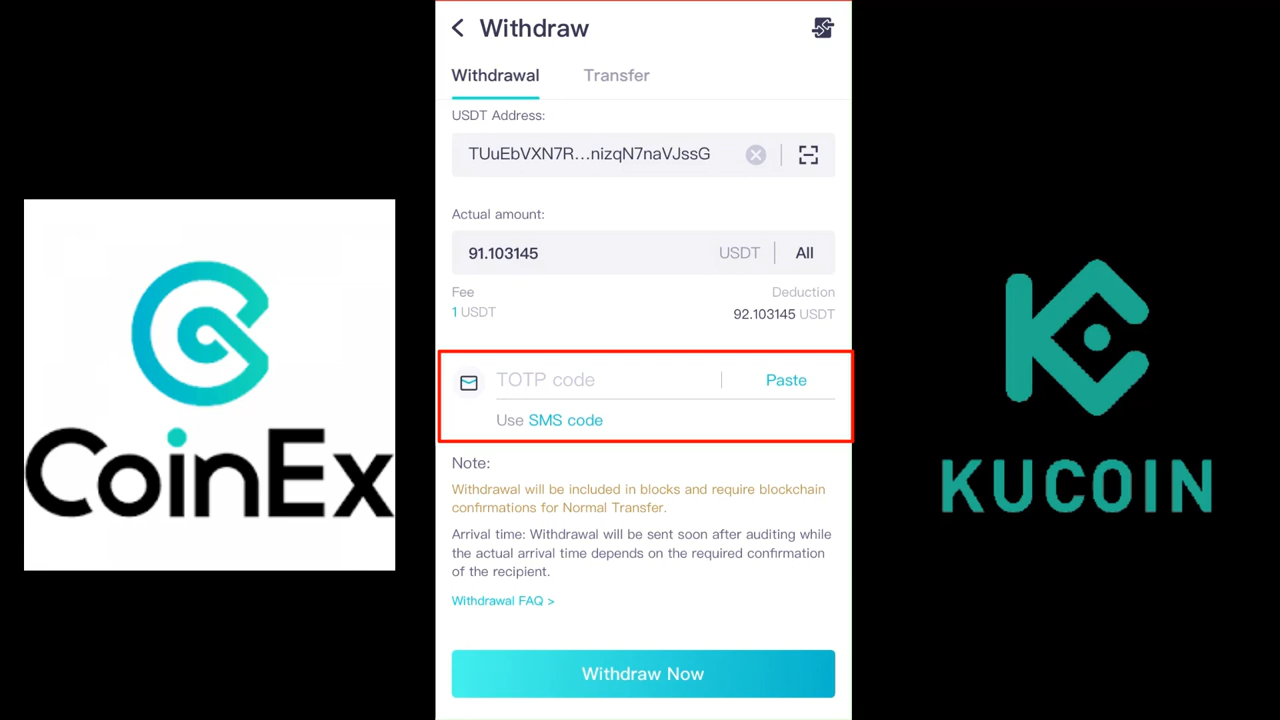 CoinEx
Withdraw
Withdrawal
Transfer
USDT Address:
TUuEbVXN7R...nizqN7naVJssG
Actual amount:
91.103145 USDT All
Fee
Deduction
1 USDT
92.103145 USDT
TOTP code
Paste
Use SMS code
Note:
Withdrawal will be included in blocks and require blockchain
confirmations for Normal Transfer.
Arrival time: Withdrawal will be sent soon after auditing while
the actual arrival time depends on the required confirmation
of the recipient.
Withdrawal FAQ >
Withdraw Now
KUCOIN